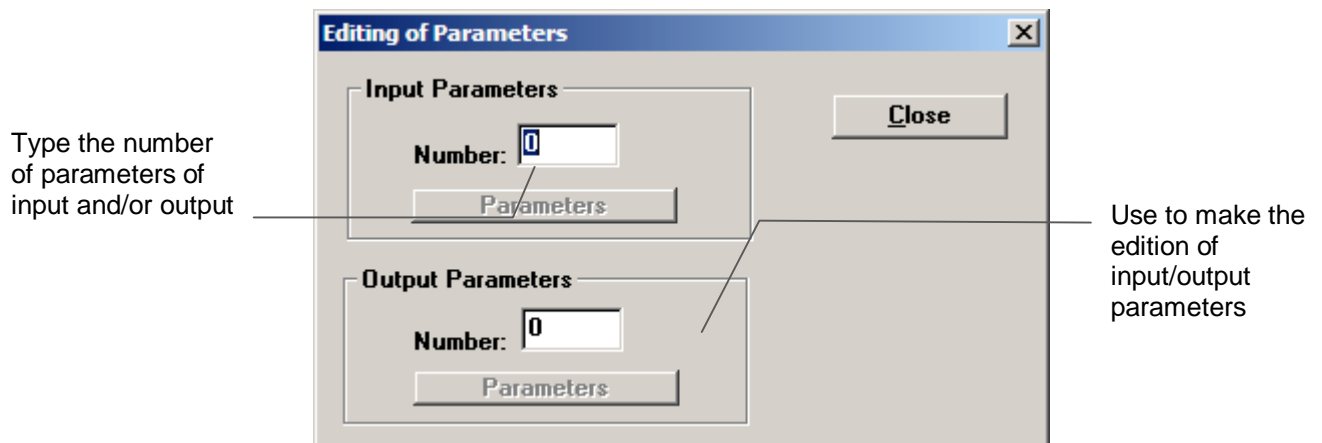 Editing of Parameters
Input Parameters
Close
Number: 0
Parameters
Type the number
of parameters of
input and/or output
Use to make the
edition of
input/output
parameters
Output Parameters
Number: 0
Parameters